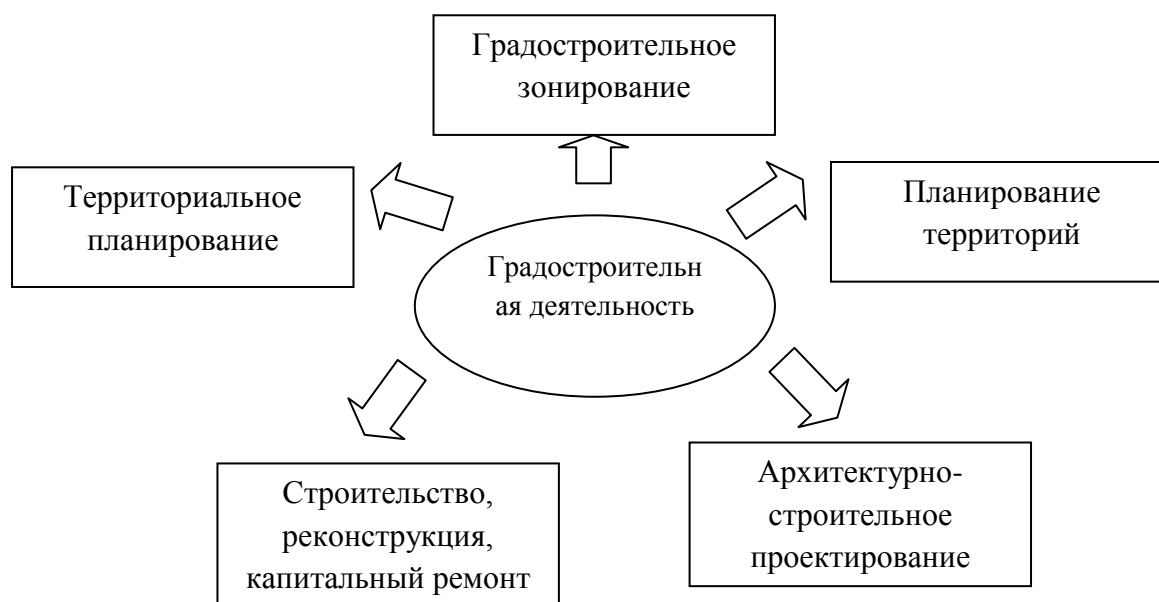 Градостроительное
зонирование
Территориальное
планирование
Планирование
территорий
Градостроительн
ая деятельность
Строительство,
реконструкция,
капитальный ремонт
Архитектурно-
строительное
проектирование